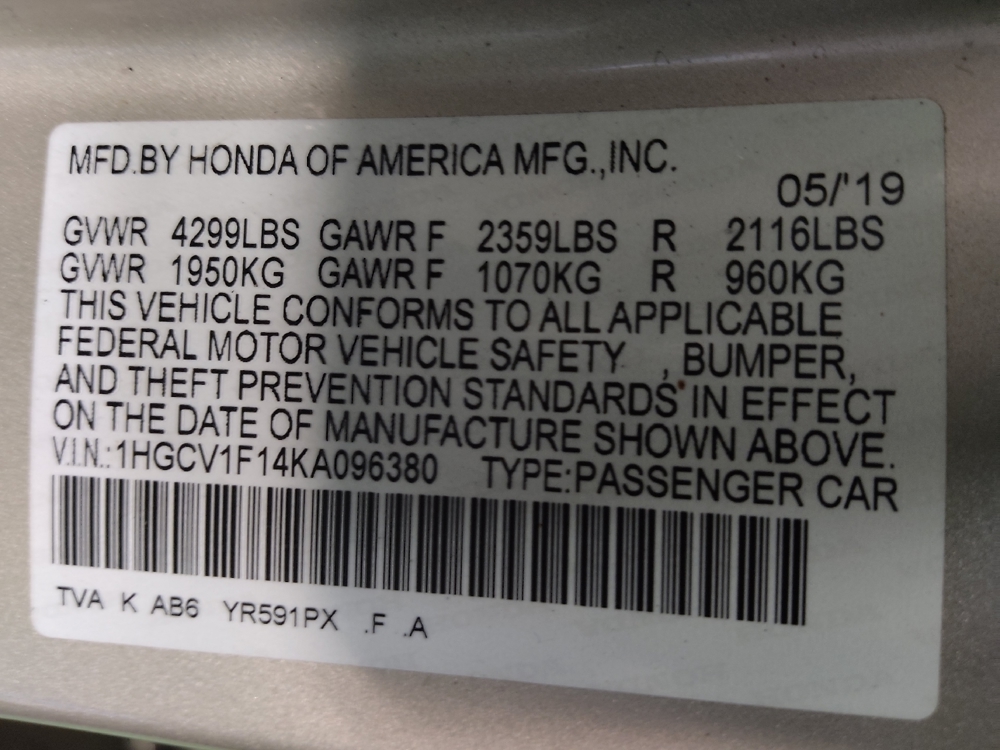 MFD.BY HONDA OF AMERICA MFG.,INC.
05/'19
GVWR 4299LBS GAWR F 2359LBS R 2116LBS
GVWR 1950KG GAWR F 1070KG R 960KG
THIS VEHICLE CONFORMS TO ALL APPLICABLE
FEDERAL MOTOR VEHICLE SAFETY , BUMPER,
AND THEFT PREVENTION STANDARDS IN EFFECT
ON THE DATE OF MANUFACTURE SHOWN ABOVE.
V.I.N.:1HGCV1F14KA096380 TYPE:PASSENGER CAR
TVA K AB6 YR591PX .F .A